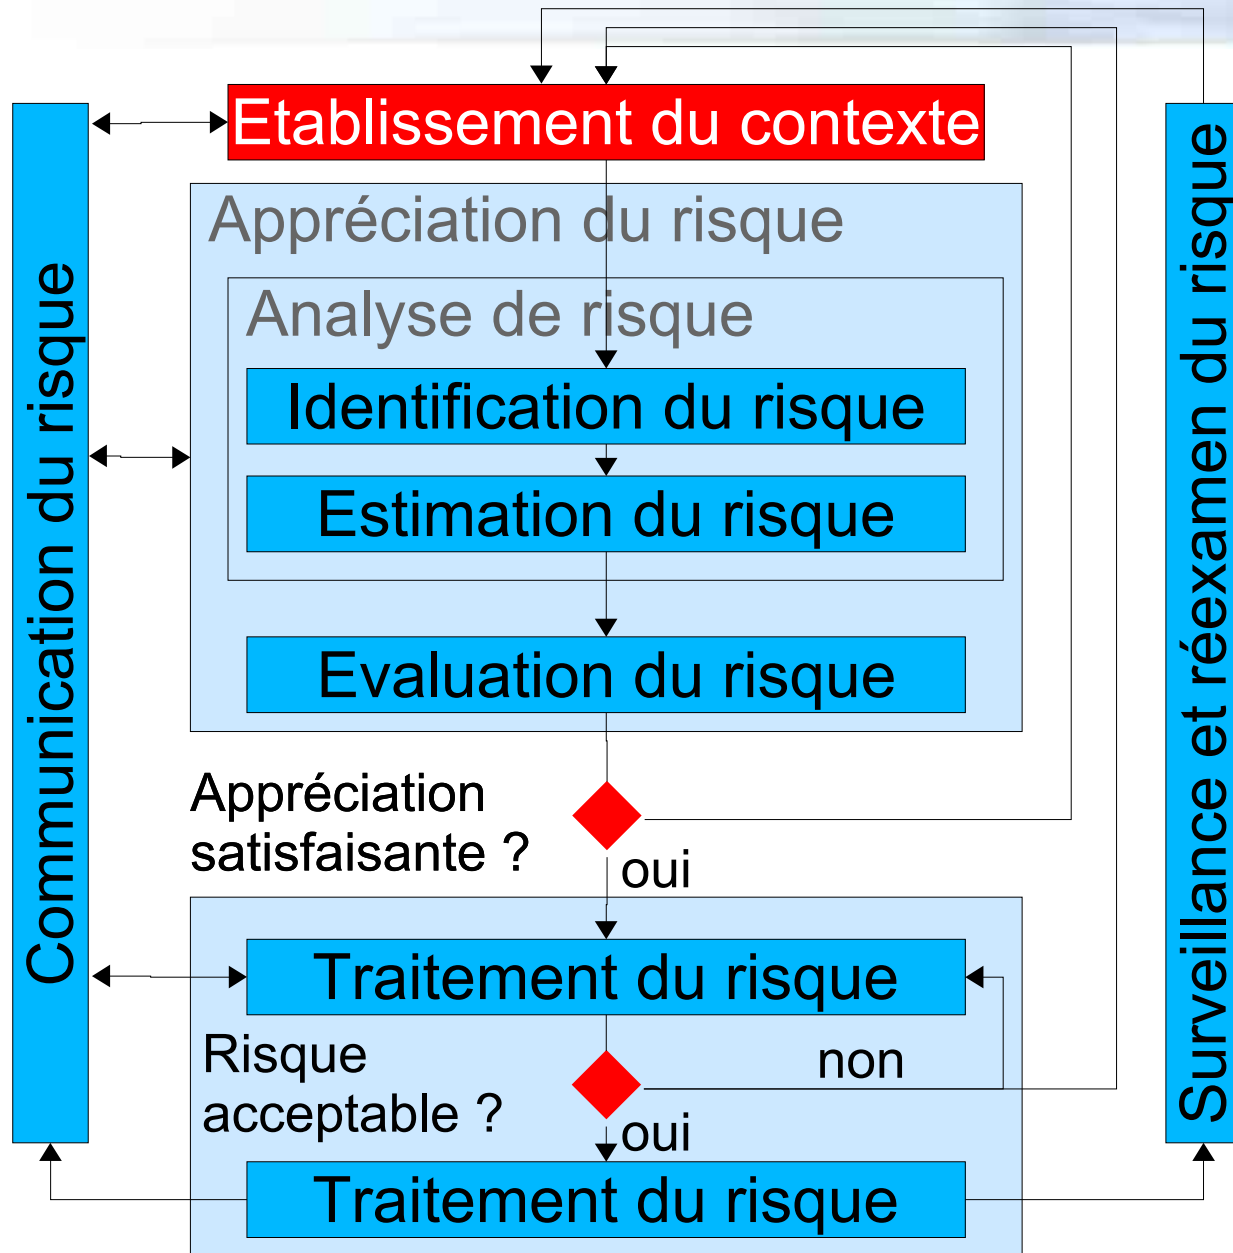 Etablissement du contexte
Appréciation du risque
Analyse de risque
Identification du risque
Estimation du risque
Evaluation du risque
Appréciation
satisfaisante ?
oui
Traitement du risque
Risque
acceptable ?
non
oui
Traitement du risque
Communication du risque
Surveillance et réexamen du risque